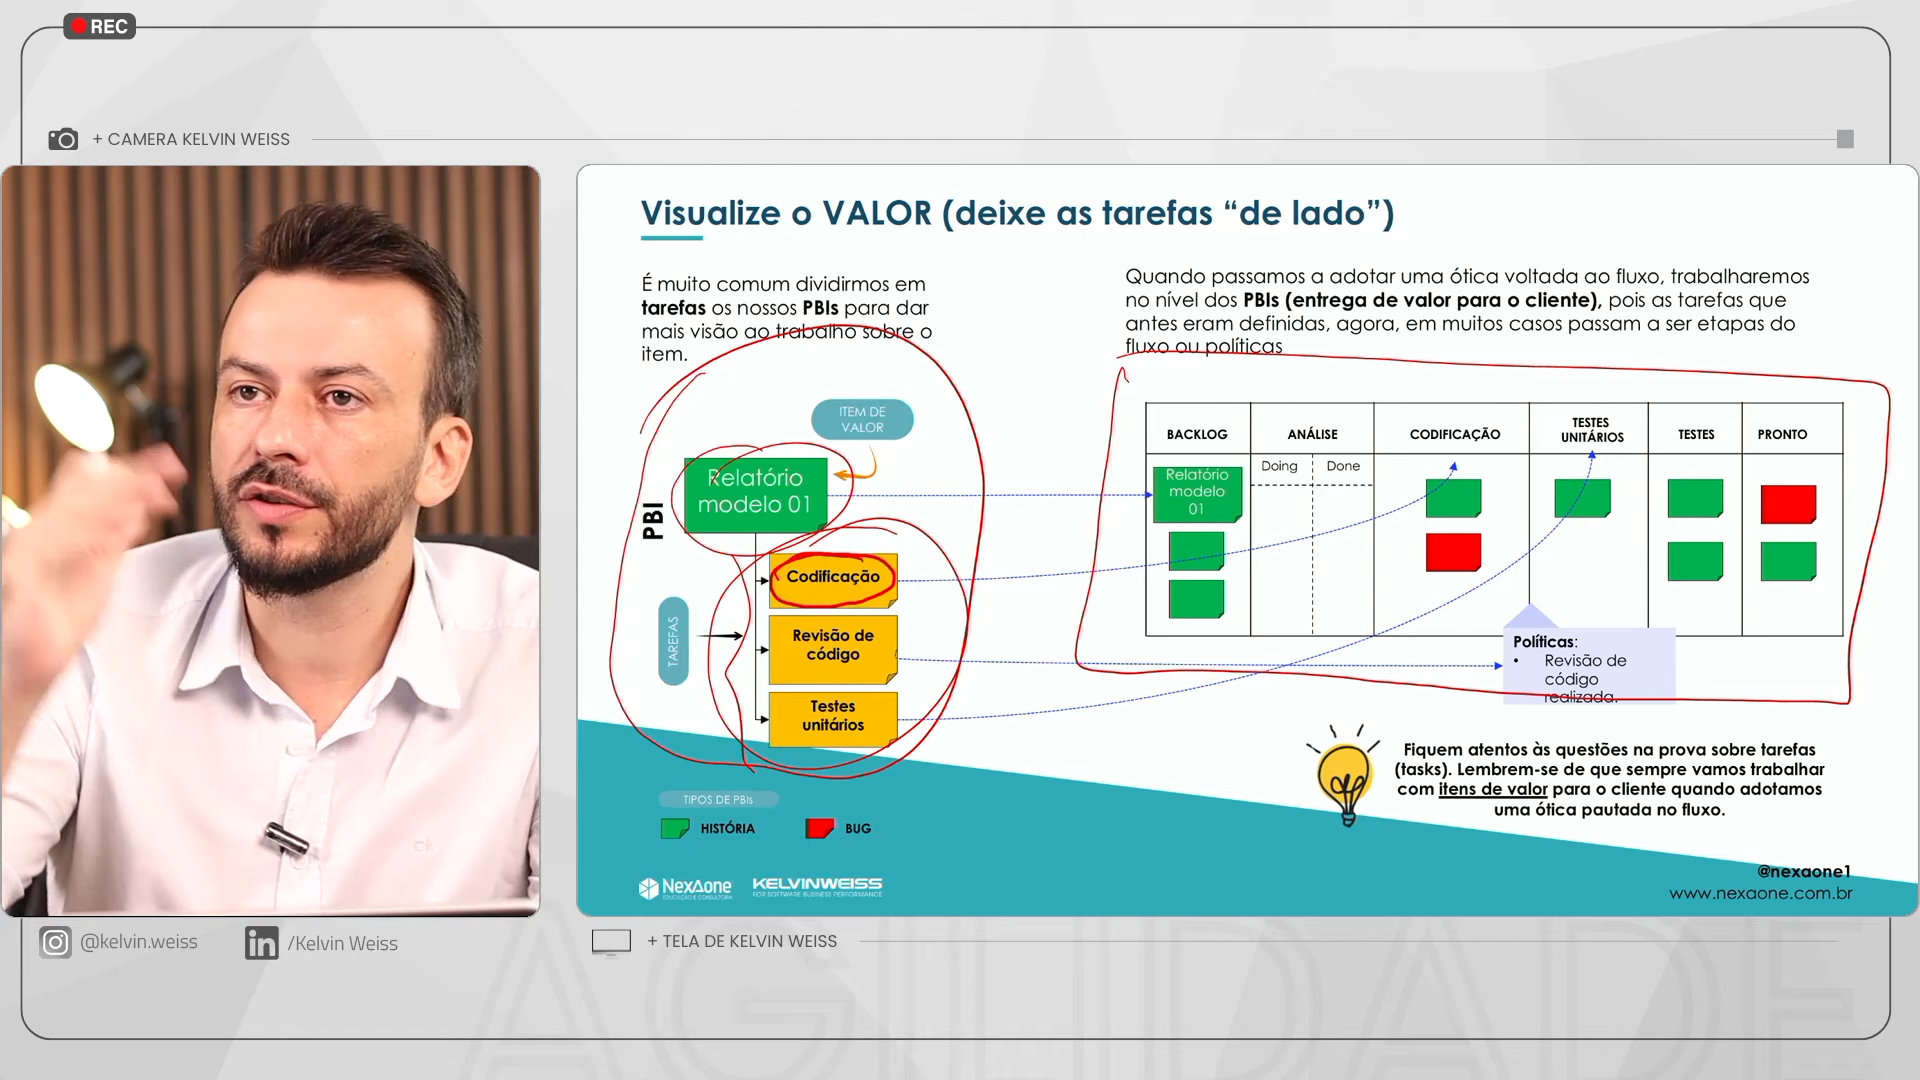 REC
+ CAMERA KELVIN WEISS
Visualize o VALOR (deixe as tarefas “de lado”)
É muito comum dividirmos em
tarefas os nossos PBIs para dar
mais visão ao trabalho sobre o
item.
Quando passamos a adotar uma ótica voltada ao fluxo, trabalharemos
no nível dos PBIs (entrega de valor para o cliente), pois as tarefas que
antes eram definidas, agora, em muitos casos passam a ser etapas do
fluxo ou políticas
ITEM DE
VALOR
PBI
Relatório
modelo 01
TAREFAS
Codificação
Revisão de
código
Testes
unitários
BACKLOG
ANÁLISE
CODIFICAÇÃO
TESTES
UNITÁRIOS
TESTES
PRONTO
Doing
Done
Relatório
modelo
01
Políticas:
• Revisão de
código
realizada.
Fiquem atentos às questões na prova sobre tarefas
(tasks). Lembrem-se de que sempre vamos trabalhar
com itens de valor para o cliente quando adotamos
uma ótica pautada no fluxo.
TIPOS DE PBIs
HISTÓRIA
BUG
NexAone
EDUCAÇÃO E CONSULTORIA
KELVINWEISS
FOR SOFTWARE BUSINESS PERFORMANCE
@nexaone1
www.nexaone.com.br
@kelvin.weiss
/Kelvin Weiss
+ TELA DE KELVIN WEISS
AGILIDADE